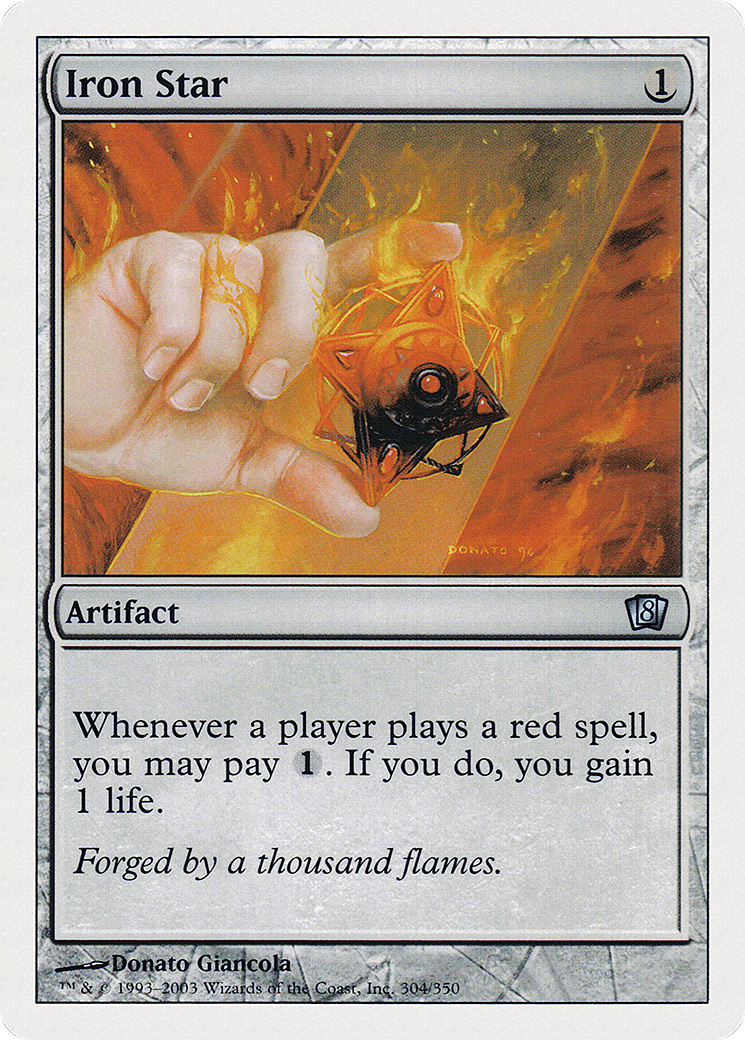 Iron Star 1
DONATO 96
Artifact 8
Whenever a player plays a red spell,
you may pay 1. If you do, you gain
1 life.
Forged by a thousand flames.
Donato Giancola
™ & © 1993–2003 Wizards of the Coast, Inc. 304/350